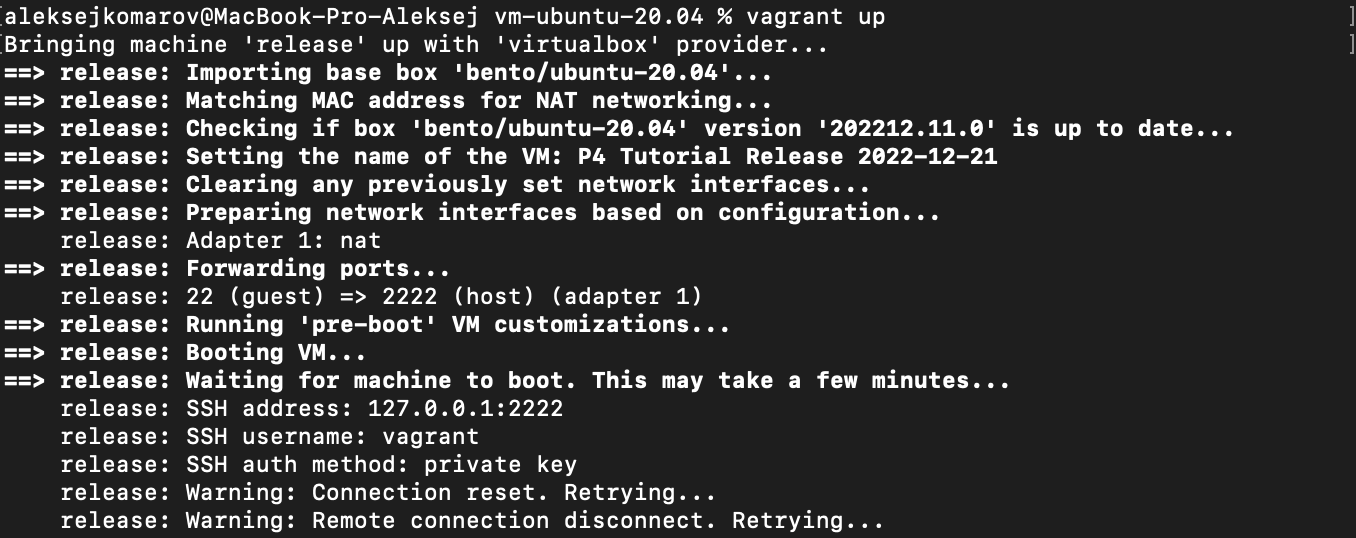 aleksejkomarov@MacBook-Pro-Aleksej vm-ubuntu-20.04 % vagrant up
Bringing machine 'release' up with 'virtualbox' provider...
==> release: Importing base box 'bento/ubuntu-20.04'...
==> release: Matching MAC address for NAT networking...
==> release: Checking if box 'bento/ubuntu-20.04' version '202212.11.0' is up to date...
==> release: Setting the name of the VM: P4 Tutorial Release 2022-12-21
==> release: Clearing any previously set network interfaces...
==> release: Preparing network interfaces based on configuration...
    release: Adapter 1: nat
==> release: Forwarding ports...
    release: 22 (guest) => 2222 (host) (adapter 1)
==> release: Running 'pre-boot' VM customizations...
==> release: Booting VM...
==> release: Waiting for machine to boot. This may take a few minutes...
    release: SSH address: 127.0.0.1:2222
    release: SSH username: vagrant
    release: SSH auth method: private key
    release: Warning: Connection reset. Retrying...
    release: Warning: Remote connection disconnect. Retrying...